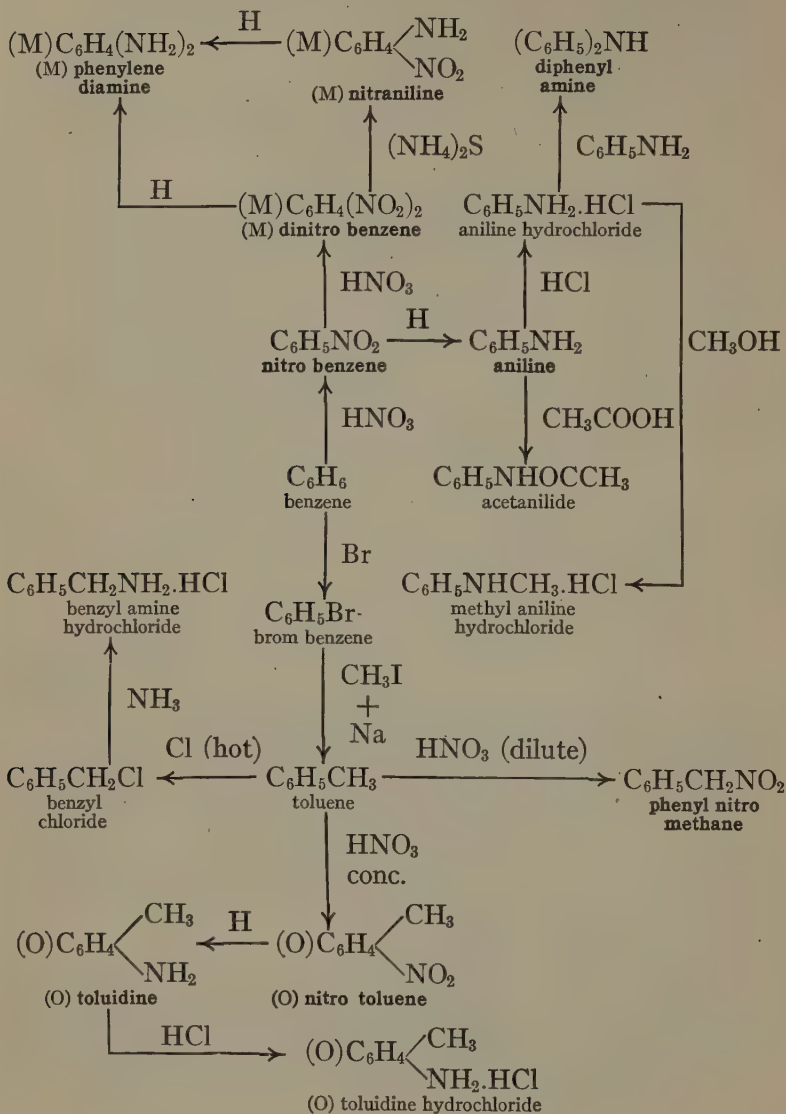 H
(M)C₆H₄(NH₂)₂
(M) phenylene
diamine
(M)C₆H₄
NH₂
NO₂
(M) nitraniline
(C₆H₅)₂NH
diphenyl
amine
(NH₄)₂S
C₆H₅NH₂
H
(M)C₆H₄(NO₂)₂
(M) dinitro benzene
C₆H₅NH₂.HCl
aniline hydrochloride
HNO₃
HCl
C₆H₅NO₂
nitro benzene
H
C₆H₅NH₂
aniline
CH₃OH
HNO₃
CH₃COOH
C₆H₆
benzene
C₆H₅NHOCCH₃
acetanilide
Br
C₆H₅CH₂NH₂.HCl
benzyl amine
hydrochloride
C₆H₅Br
brom benzene
C₆H₅NHCH₃.HCl
methyl aniline
hydrochloride
NH₃
CH₃I
+
Na
Cl (hot)
HNO₃ (dilute)
C₆H₅CH₂Cl
benzyl
chloride
C₆H₅CH₃
toluene
C₆H₅CH₂NO₂
phenyl nitro
methane
HNO₃
conc.
(O)C₆H₄
CH₃
NH₂
(O) toluidine
H
(O)C₆H₄
CH₃
NO₂
(O) nitro toluene
HCl
(O)C₆H₄
CH₃
NH₂.HCl
(O) toluidine hydrochloride